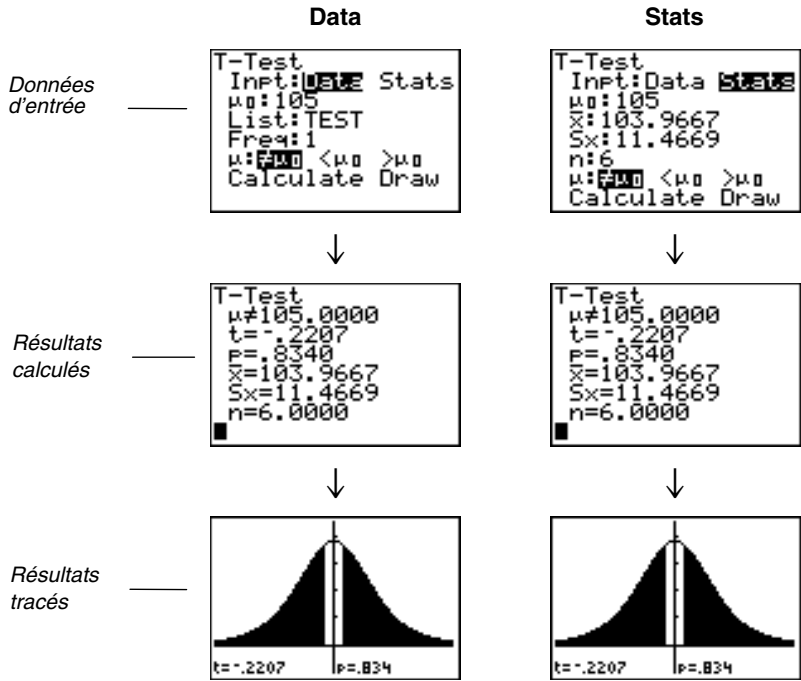 Data
Stats
Données
d'entrée
T-Test
Inpt:Data Stats
μ0:105
List:TEST
Freq:1
μ:≠μ0 <μ0 >μ0
Calculate Draw
T-Test
Inpt:Data Stats
μ0:105
x̄:103.9667
Sx:11.4669
n:6
μ:≠μ0 <μ0 >μ0
Calculate Draw
↓
↓
Résultats
calculés
T-Test
μ≠105.0000
t=-.2207
p=.8340
x̄=103.9667
Sx=11.4669
n=6.0000
T-Test
μ≠105.0000
t=-.2207
p=.8340
x̄=103.9667
Sx=11.4669
n=6.0000
↓
↓
Résultats
tracés
t=-.2207 p=.834
t=-.2207 p=.834